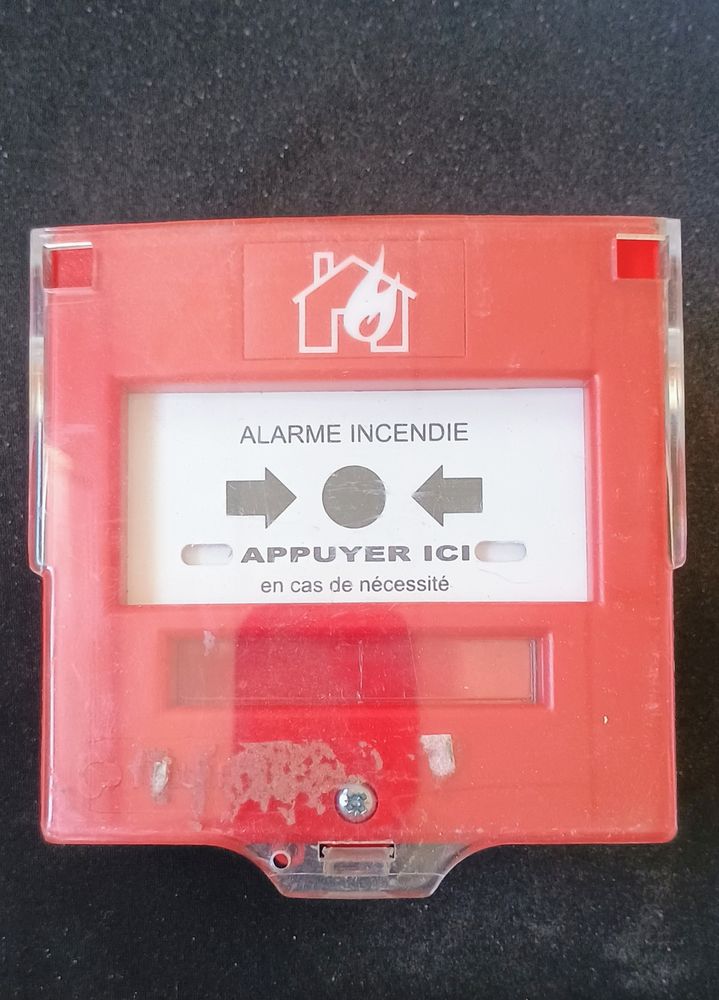 ALARME INCENDIE
APPUYER ICI
en cas de nécessité